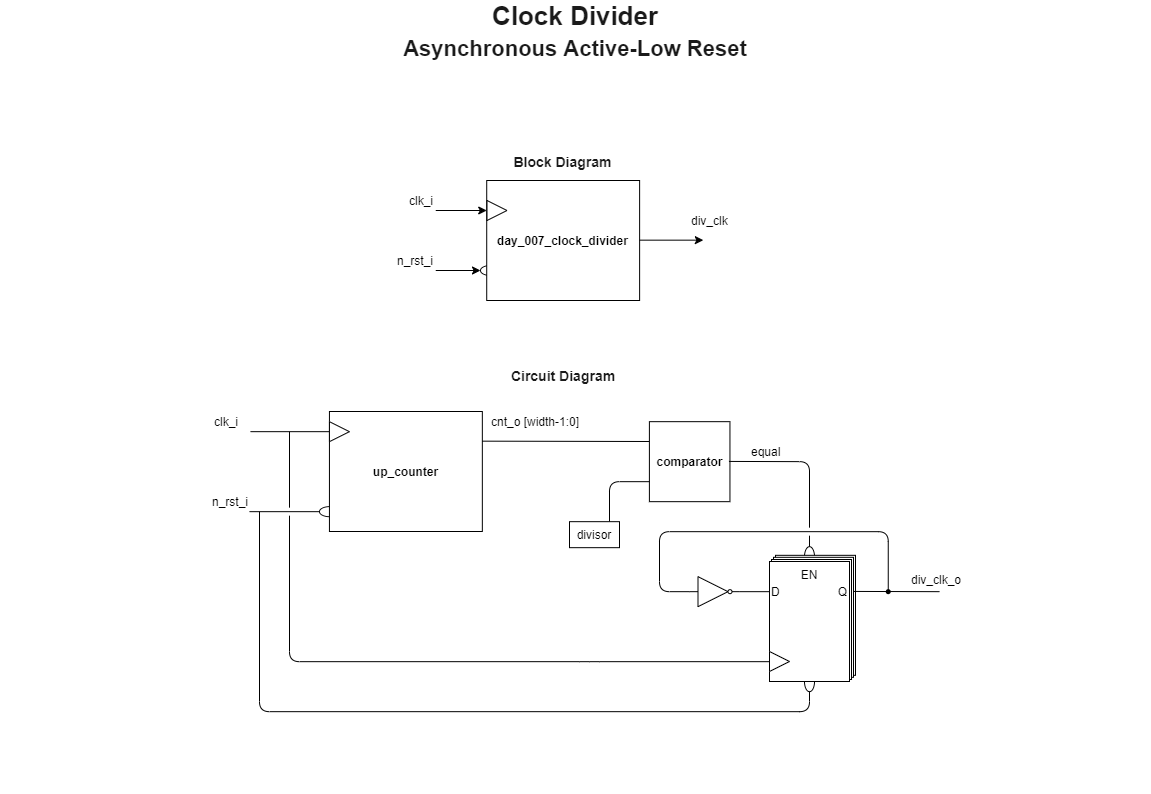 Clock Divider
Asynchronous Active-Low Reset
Block Diagram
clk_i
div_clk
day_007_clock_divider
n_rst_i
Circuit Diagram
clk_i
cnt_o [width-1:0]
equal
comparator
up_counter
n_rst_i
divisor
EN
div_clk_o
D
Q